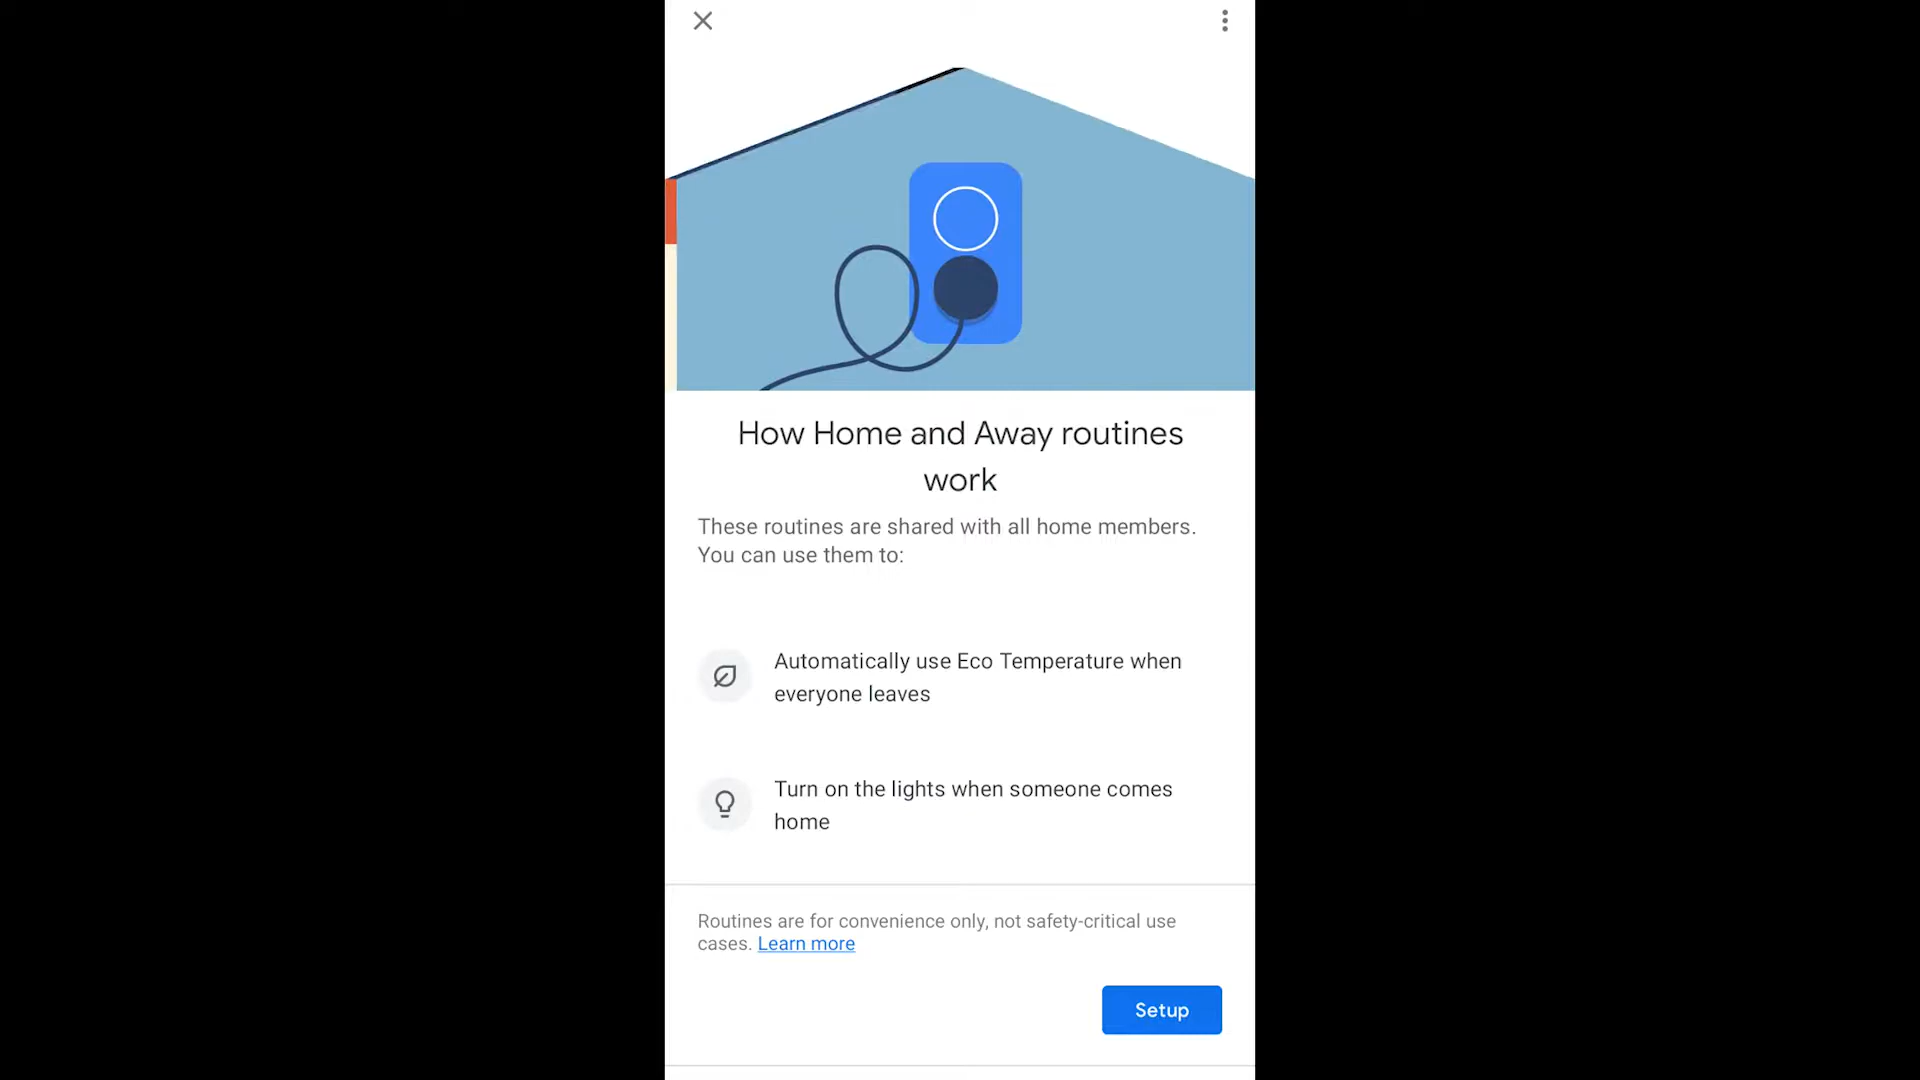 How Home and Away routines
work
These routines are shared with all home members.
You can use them to:
Automatically use Eco Temperature when
everyone leaves
Turn on the lights when someone comes
home
Routines are for convenience only, not safety-critical use
cases. Learn more
Setup